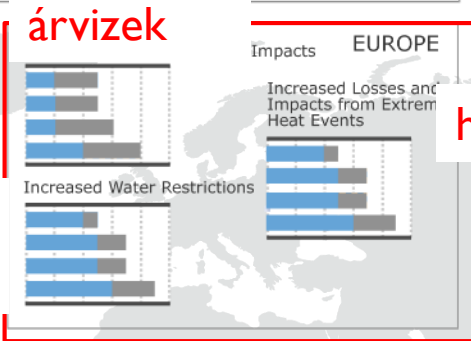 árvizek
Impacts EUROPE
Increased Losses and
Impacts from Extrem
Heat Events
h
Increased Water Restrictions